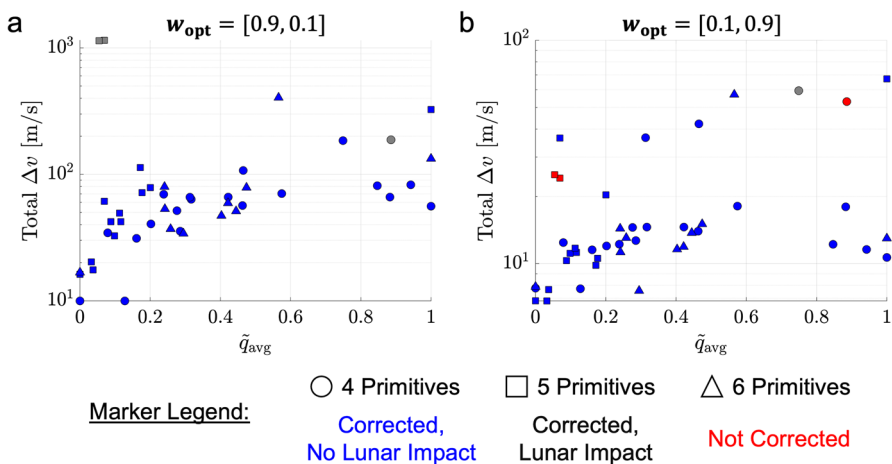 a
w_opt = [0.9, 0.1]
10^3
10^2
10^1
Total Δv [m/s]
0 0.2 0.4 0.6 0.8 1
q̃_avg
b
w_opt = [0.1, 0.9]
10^2
10^1
Total Δv [m/s]
0 0.2 0.4 0.6 0.8 1
q̃_avg
Marker Legend:
4 Primitives
5 Primitives
6 Primitives
Corrected,
No Lunar Impact
Corrected,
Lunar Impact
Not Corrected